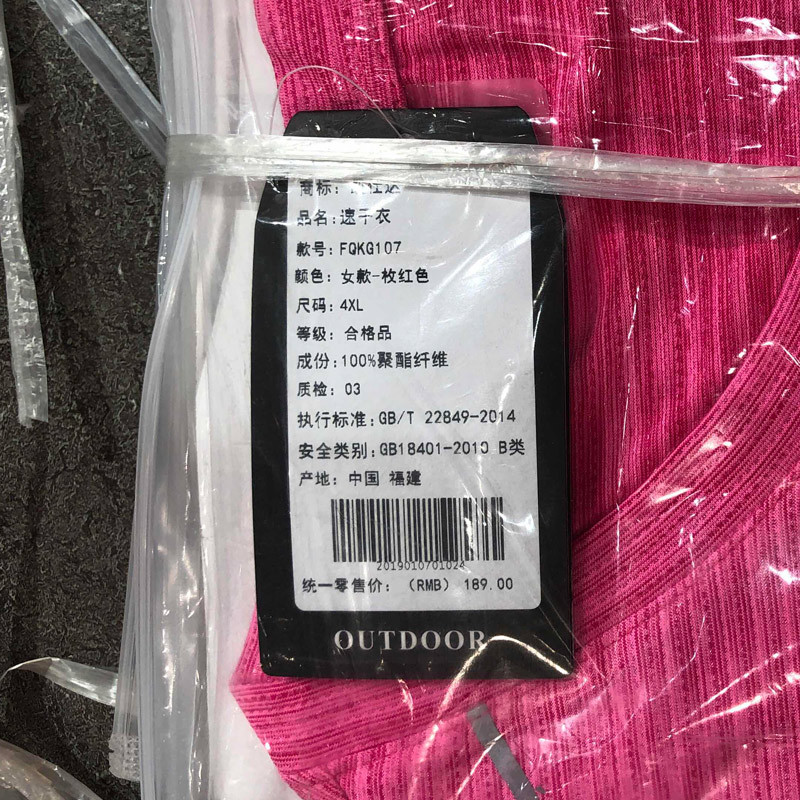 商标:
品名:速干衣
款号: FQKG107
颜色: 女款-枚红色
尺码: 4XL
等级: 合格品
成份:100%聚酯纤维
质检: 03
执行标准:GB/T 22849-2014
安全类别:GB18401-2010 B类
产地: 中国 福建
2019010701024
统一零售价: (RMB) 189.00
OUTDOOR